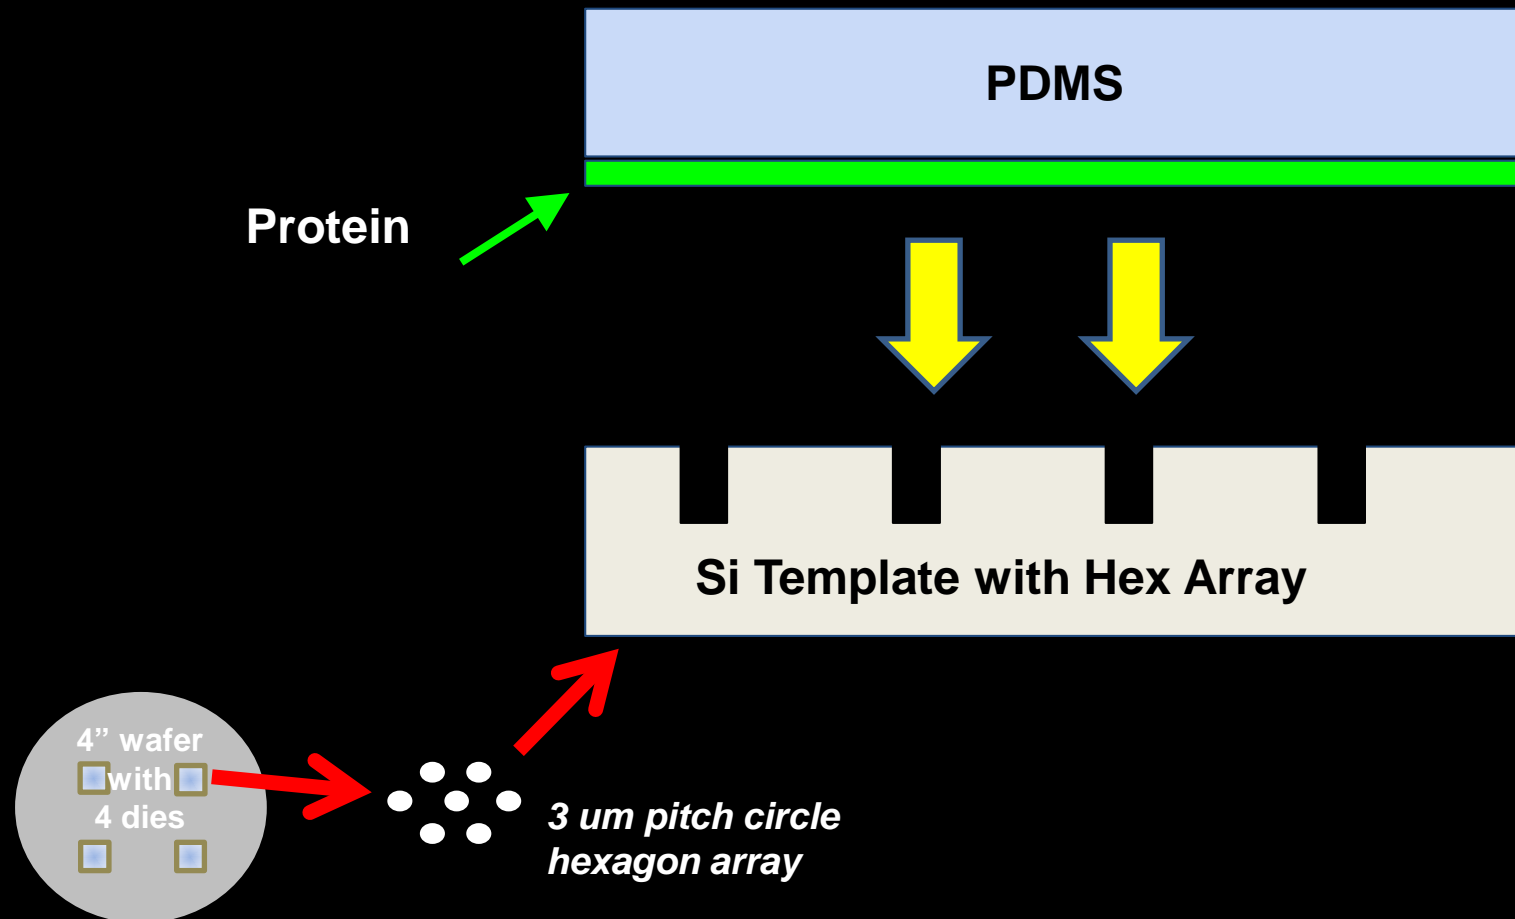 PDMS
Protein
Si Template with Hex Array
4” wafer
with
4 dies
3 um pitch circle
hexagon array